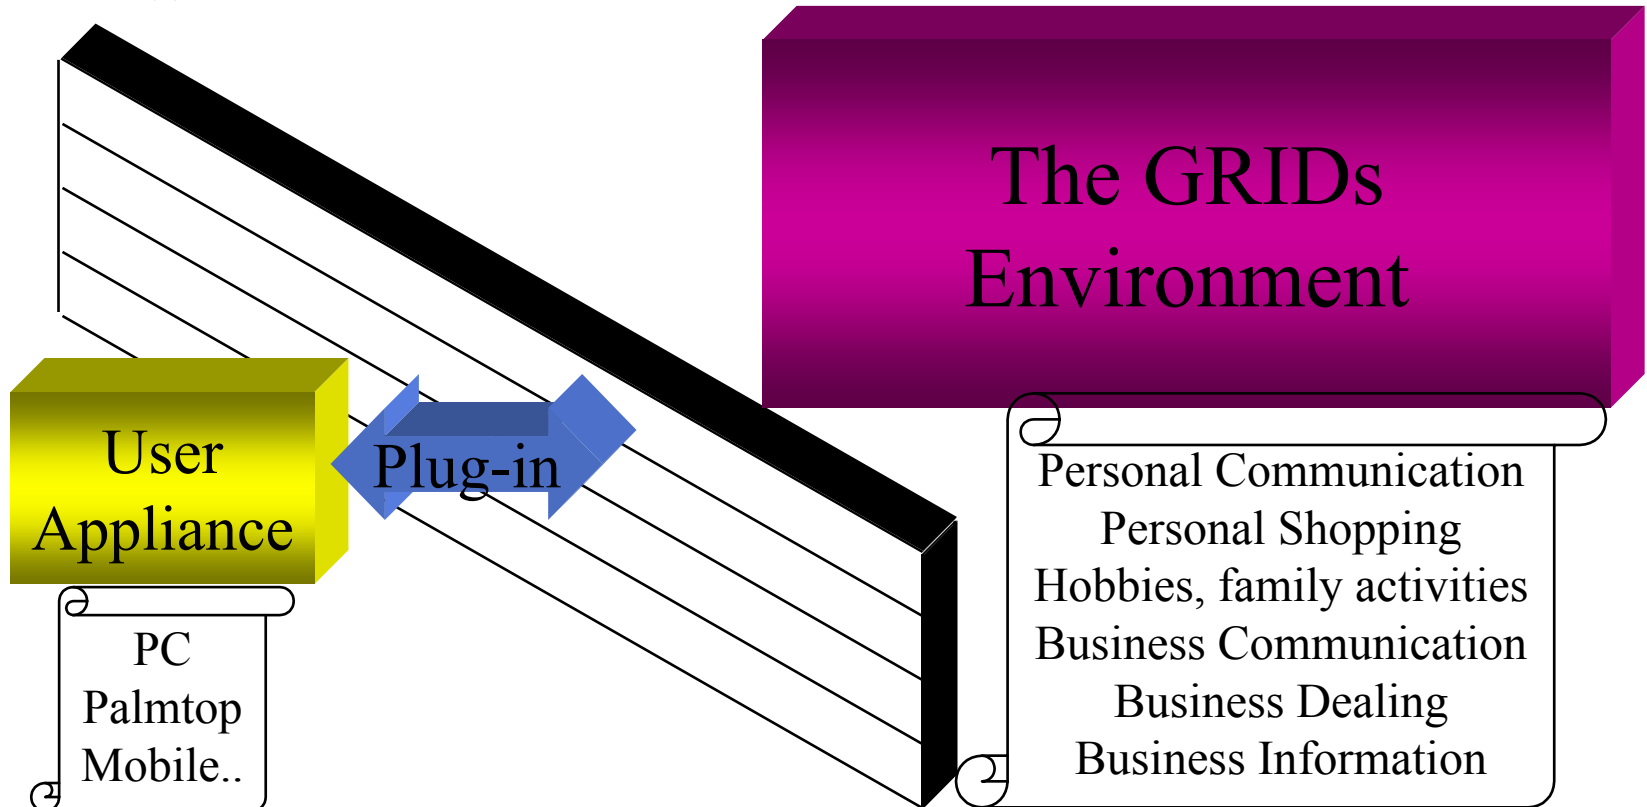 The GRIDs
Environment
User
Appliance
Plug-in
PC
Palmtop
Mobile..
Personal Communication
Personal Shopping
Hobbies, family activities
Business Communication
Business Dealing
Business Information